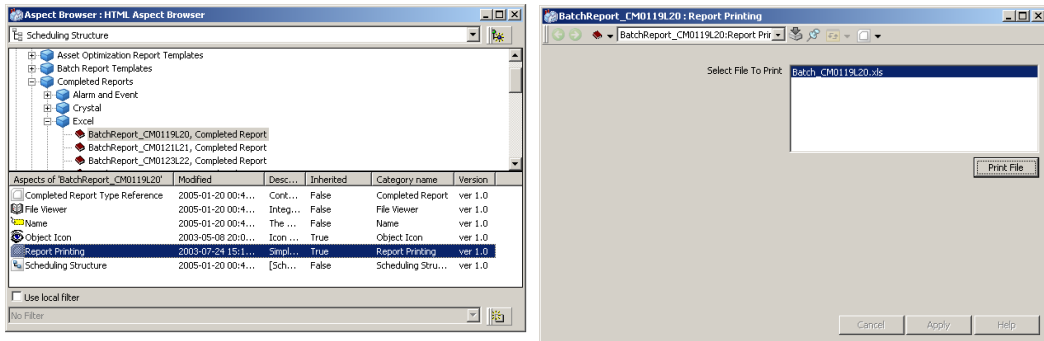 Aspect Browser : HTML Aspect Browser
Scheduling Structure
Asset Optimization Report Templates
Batch Report Templates
Completed Reports
Alarm and Event
Crystal
Excel
BatchReport_CM0119L20, Completed Report
BatchReport_CM0121L21, Completed Report
BatchReport_CM0123L22, Completed Report
Aspects of 'BatchReport_CM0119L20' Modified Desc... Inherited Category name Version
Completed Report Type Reference 2005-01-20 00:4... Cont... False Completed Report ver 1.0
File Viewer 2005-01-20 00:4... Integ... False File Viewer ver 1.0
Name 2005-01-20 00:4... The ... False Name ver 1.0
Object Icon 2003-05-08 20:0... Icon ... True Object Icon ver 1.0
Report Printing 2003-07-24 15:1... Simpl... True Report Printing ver 1.0
Scheduling Structure 2005-01-20 00:4... [Sch... False Scheduling Stru... ver 1.0
Use local filter
No Filter
BatchReport_CM0119L20 : Report Printing
BatchReport_CM0119L20:Report Prir
Select File To Print Batch_CM0119L20.xls
Print File
Cancel Apply Help